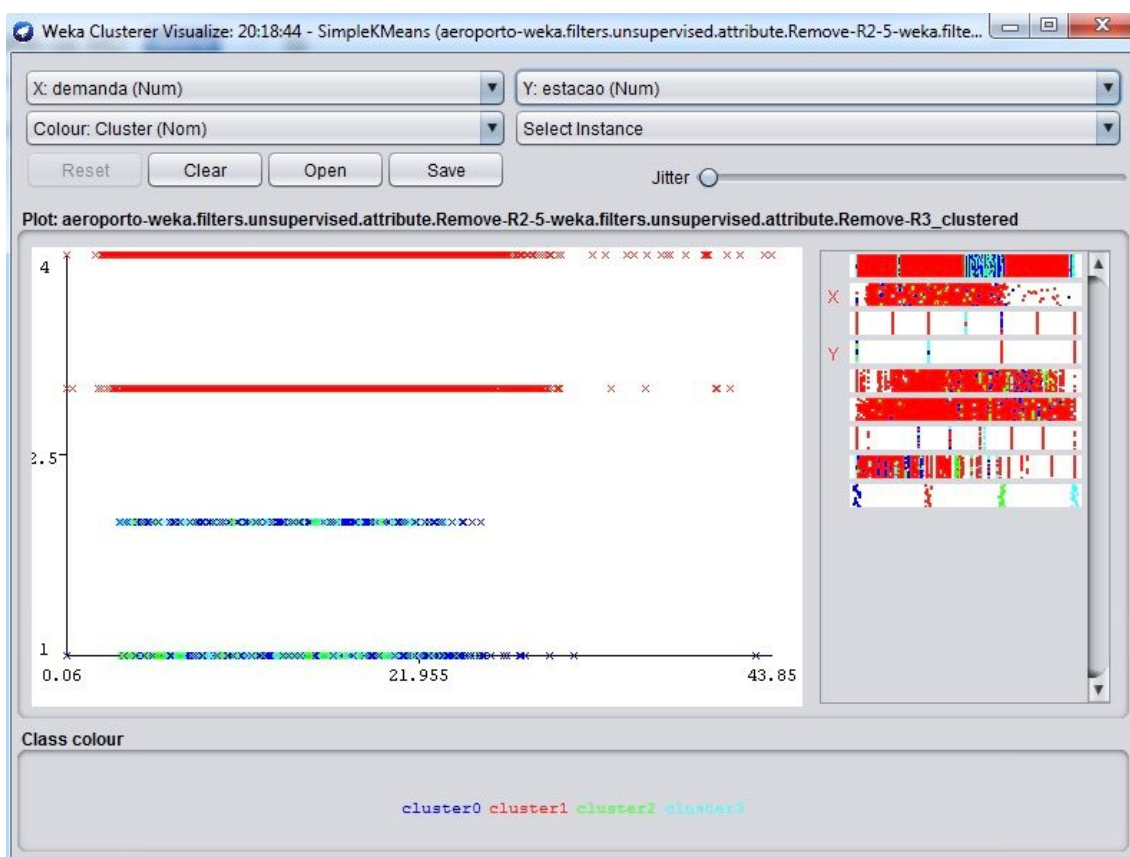 Weka Clusterer Visualize: 20:18:44 - SimpleKMeans (aeroporto-weka.filters.unsupervised.attribute.Remove-R2-5-weka.filte...
X: demanda (Num) Y: estacao (Num)
Colour: Cluster (Nom) Select Instance
Reset Clear Open Save Jitter
Plot: aeroporto-weka.filters.unsupervised.attribute.Remove-R2-5-weka.filters.unsupervised.attribute.Remove-R3_clustered
4
X
Y
2.5
1
0.06 21.955 43.85
Class colour
cluster0 cluster1 cluster2 cluster3